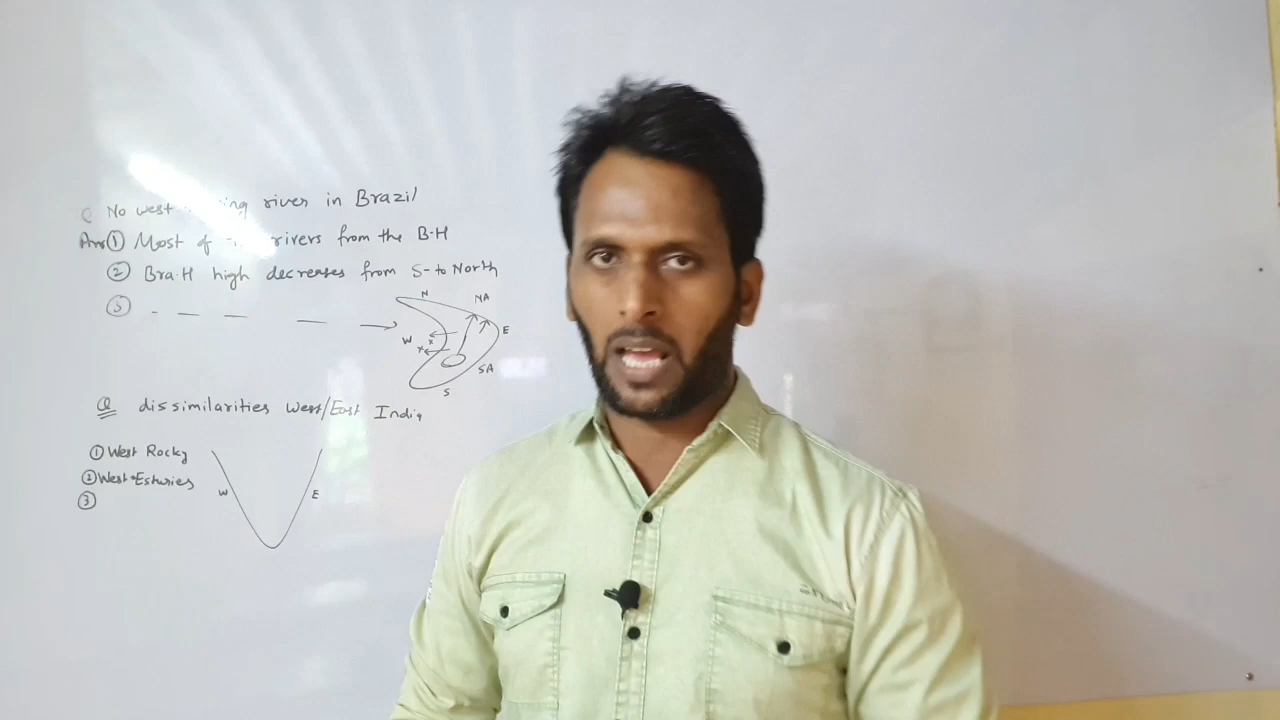 Q No west ing river in Brazil
Ans ① Most of rivers from the B-H
② Bra.H high decreases from S- to North
③ - — — — →
N
NA
W
E
x
x
SA
S
Q dissimilarities West/East India
① West Rocky
② West-Esturies
③
W
E